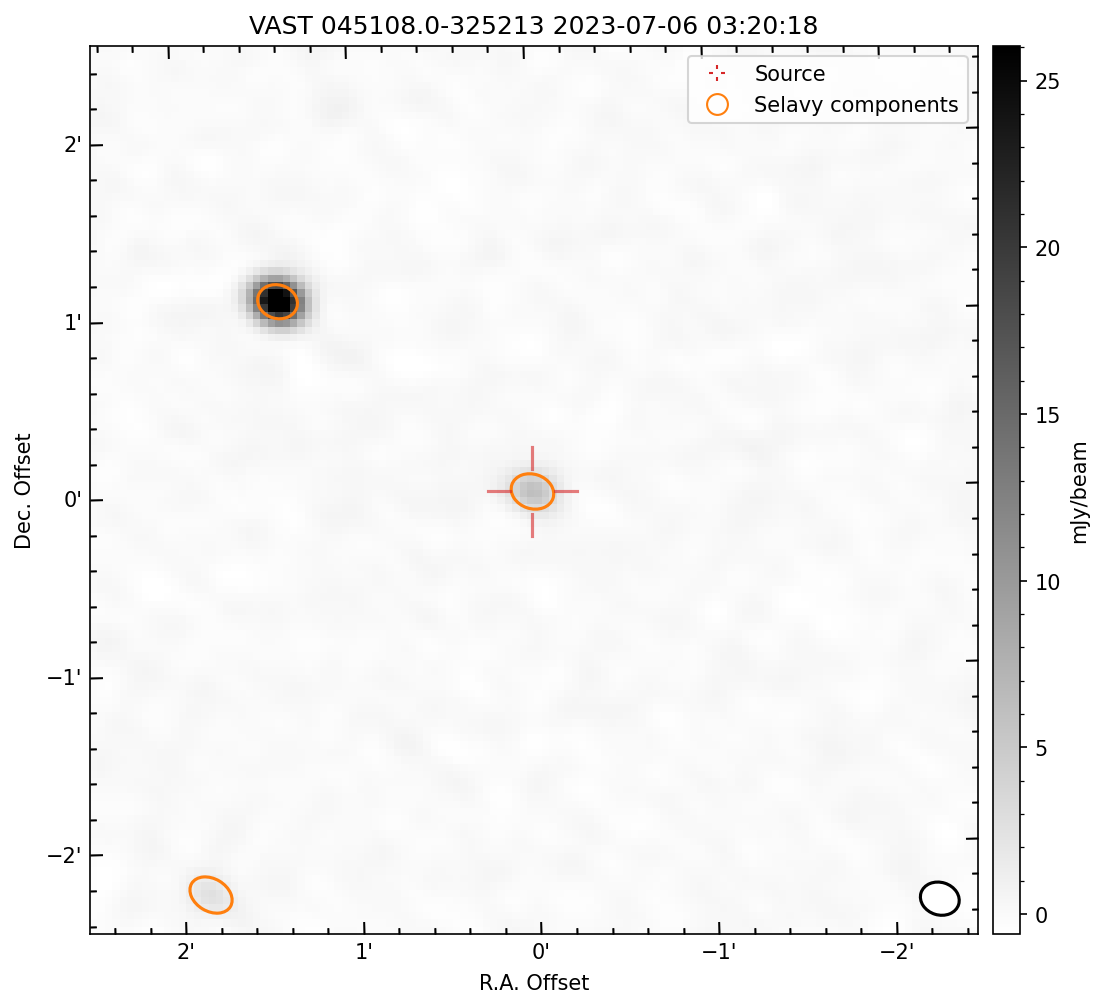 VAST 045108.0-325213 2023-07-06 03:20:18
Source
Selavy components
2'
1'
0'
−1'
−2'
Dec. Offset
2'
1'
0'
−1'
−2'
R.A. Offset
25
20
15
10
5
0
mJy/beam